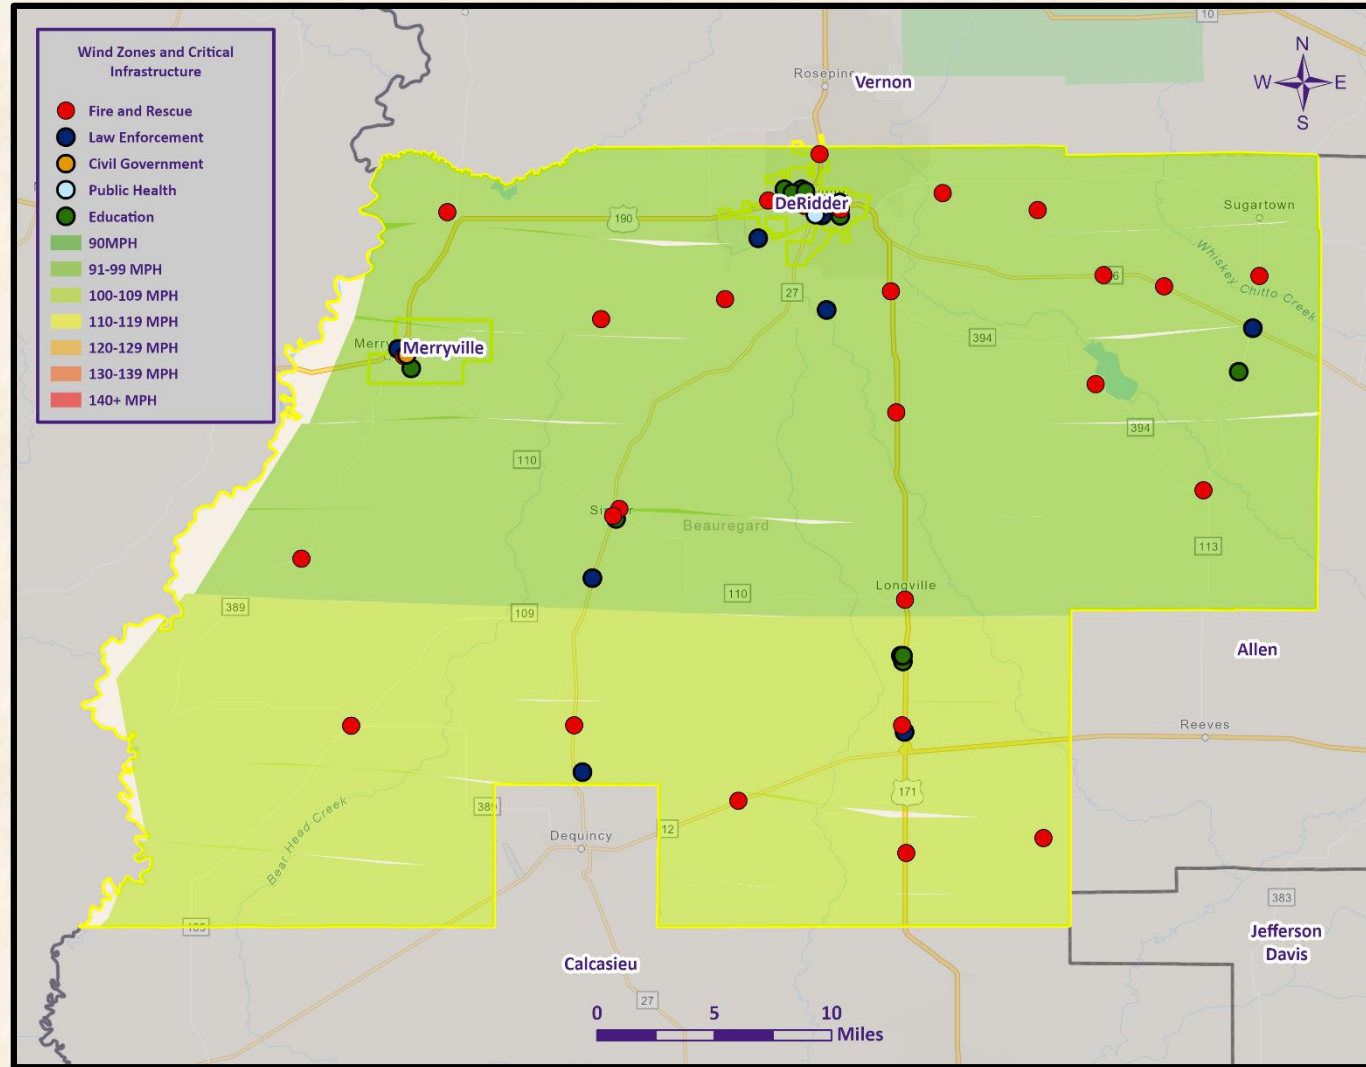 Wind Zones and Critical
Infrastructure
Fire and Rescue
Law Enforcement
Civil Government
Public Health
Education
90MPH
91-99 MPH
100-109 MPH
110-119 MPH
120-129 MPH
130-139 MPH
140+ MPH
10
N
W E
S
Rosepine
Vernon
DeRidder
Sugartown
190
Whiskey Chitto Creek
27
394
Merryville
394
110
Beauregard
113
Longville
389
109
110
Allen
Reeves
171
389
12
Dequincy
Bear Head Creek
109
383
Jefferson
Davis
Calcasieu
27
0 5 10
Miles